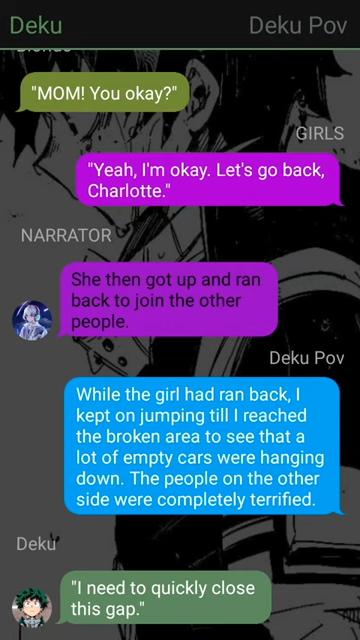 Deku
Deku Pov
Blonde
"MOM! You okay?"
GIRLS
"Yeah, I'm okay. Let's go back,
Charlotte."
NARRATOR
She then got up and ran
back to join the other
people.
Deku Pov
While the girl had ran back, I
kept on jumping till I reached
the broken area to see that a
lot of empty cars were hanging
down. The people on the other
side were completely terrified.
Deku
"I need to quickly close
this gap."